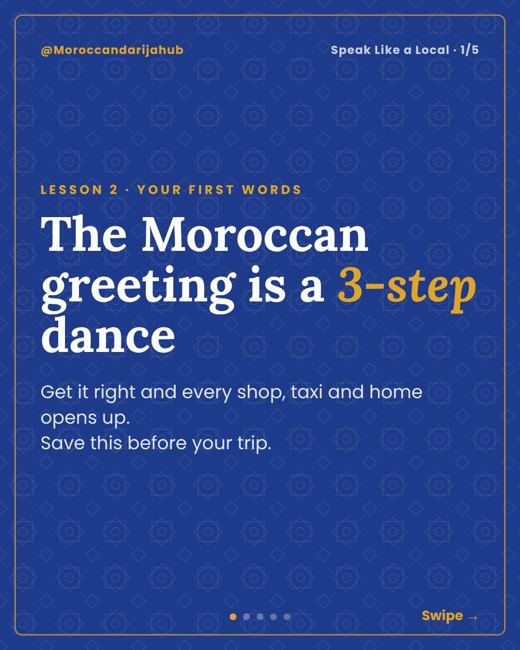 @Moroccandarijahub
Speak Like a Local · 1/5
LESSON 2 · YOUR FIRST WORDS
The Moroccan
greeting is a 3-step
dance
Get it right and every shop, taxi and home
opens up.
Save this before your trip.
Swipe →